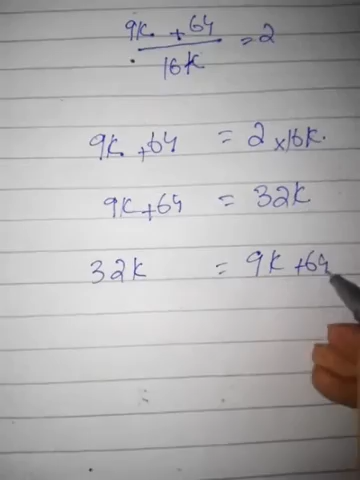 9k + 64 / 16k = 2
9k + 64 = 2 x 16k.
9k + 64 = 32k
32k = 9k + 64